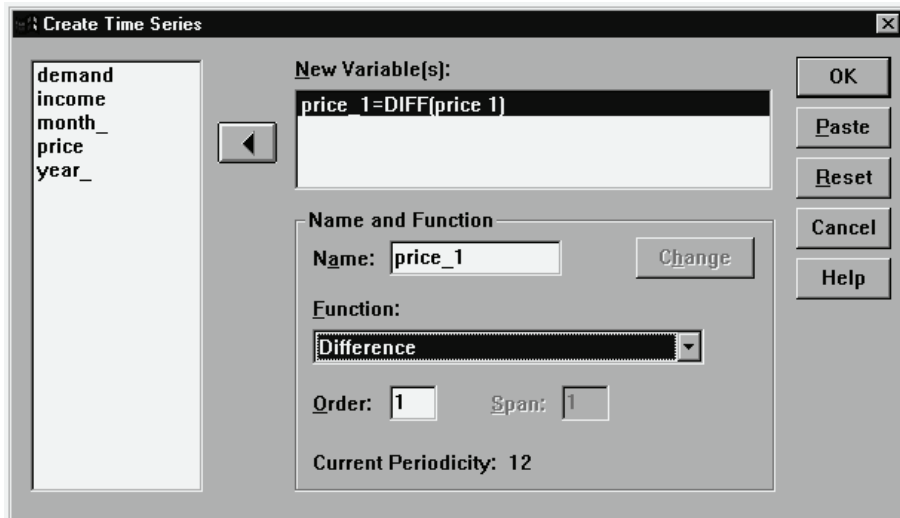 Create Time Series
demand
income
month_
price
year_
New Variable(s):
price_1=DIFF(price 1)
Name and Function
Name: price_1
Change
Function:
Difference
Order: 1
Span: 1
Current Periodicity: 12
OK
Paste
Reset
Cancel
Help